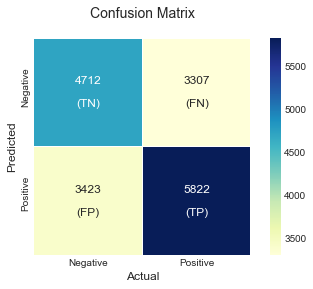 Confusion Matrix
Predicted
Negative
4712
(TN)
3307
(FN)
Positive
3423
(FP)
5822
(TP)
Negative
Positive
Actual
5500
5000
4500
4000
3500